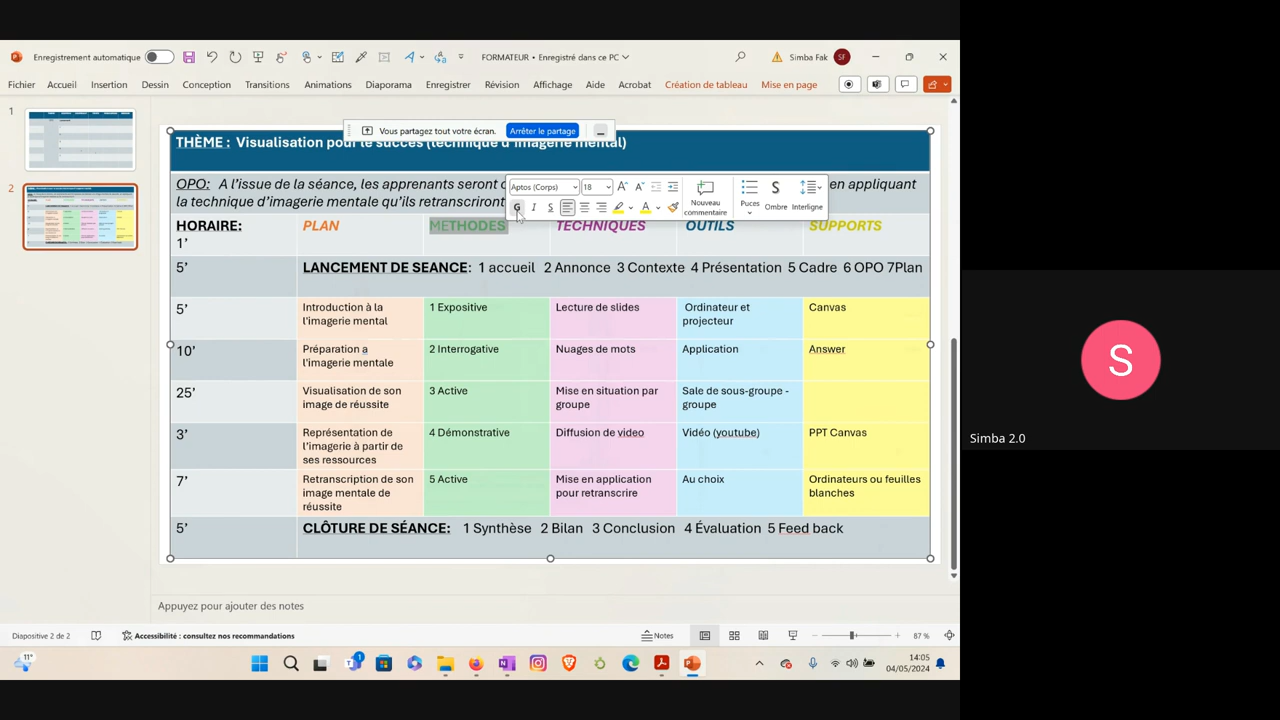 Enregistrement automatique
FORMATEUR • Enregistré dans ce PC
Simba Fak
SF
Fichier
Accueil
Insertion
Dessin
Conception
Transitions
Animations
Diaporama
Enregistrer
Révision
Affichage
Aide
Acrobat
Création de tableau
Mise en page
1
2
Vous partagez tout votre écran.
Arrêter le partage
THÈME : Visualisation pour le succès (technique d'imagerie mental)
OPO: A l'issue de la séance, les apprenants seront
en appliquant
la technique d'imagerie mentale qu'ils retranscriront
Aptos (Corps)
18
G
I
S
Nouveau
commentaire
Puces
Ombre
Interligne
HORAIRE:
1'
PLAN
METHODES
TECHNIQUES
OUTILS
SUPPORTS
5'
LANCEMENT DE SEANCE: 1 accueil 2 Annonce 3 Contexte 4 Présentation 5 Cadre 6 OPO 7Plan
5'
Introduction à la
l'imagerie mental
1 Expositive
Lecture de slides
Ordinateur et
projecteur
Canvas
10'
Préparation a
l'imagerie mentale
2 Interrogative
Nuages de mots
Application
Answer
25'
Visualisation de son
image de réussite
3 Active
Mise en situation par
groupe
Sale de sous-groupe -
groupe
3'
Représentation de
l'imagerie à partir de
ses ressources
4 Démonstrative
Diffusion de video
Vidéo (youtube)
PPT Canvas
7'
Retranscription de son
image mentale de
réussite
5 Active
Mise en application
pour retranscrire
Au choix
Ordinateurs ou feuilles
blanches
5'
CLÔTURE DE SÉANCE: 1 Synthèse 2 Bilan 3 Conclusion 4 Évaluation 5 Feed back
Appuyez pour ajouter des notes
Diapositive 2 de 2
Accessibilité : consultez nos recommandations
Notes
87 %
11°
14:05
04/05/2024
S
Simba 2.0